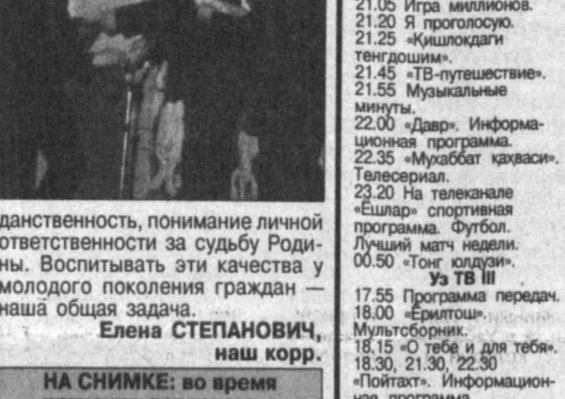 данственность, понимание личной
ответственности за судьбу Роди-
ны. Воспитывать эти качества у
молодого поколения граждан —
наша общая задача.
Елена СТЕПАНОВИЧ,
наш корр.
НА СНИМКЕ: во время
21.05 Игра миллионов.
21.20 Я проголосую.
21.25 «Қишлоқдаги
тенгдошим».
21.45 «ТВ-путешествие».
21.55 Музыкальные
минуты.
22.00 «Давр». Информа-
ционная программа.
22.35 «Мухаббат қаҳваси».
Телесериал.
23.20 На телеканале
«Ёшлар» спортивная
программа. Футбол.
Лучший матч недели.
00.50 «Тонг юлдузи».
Уз ТВ III
17.55 Программа передач.
18.00 «Ёрилтош».
Мультсборник.
18.15 «О тебе и для тебя».
18.30, 21.30, 22.30
«Пойтахт». Информацион-
ная программа